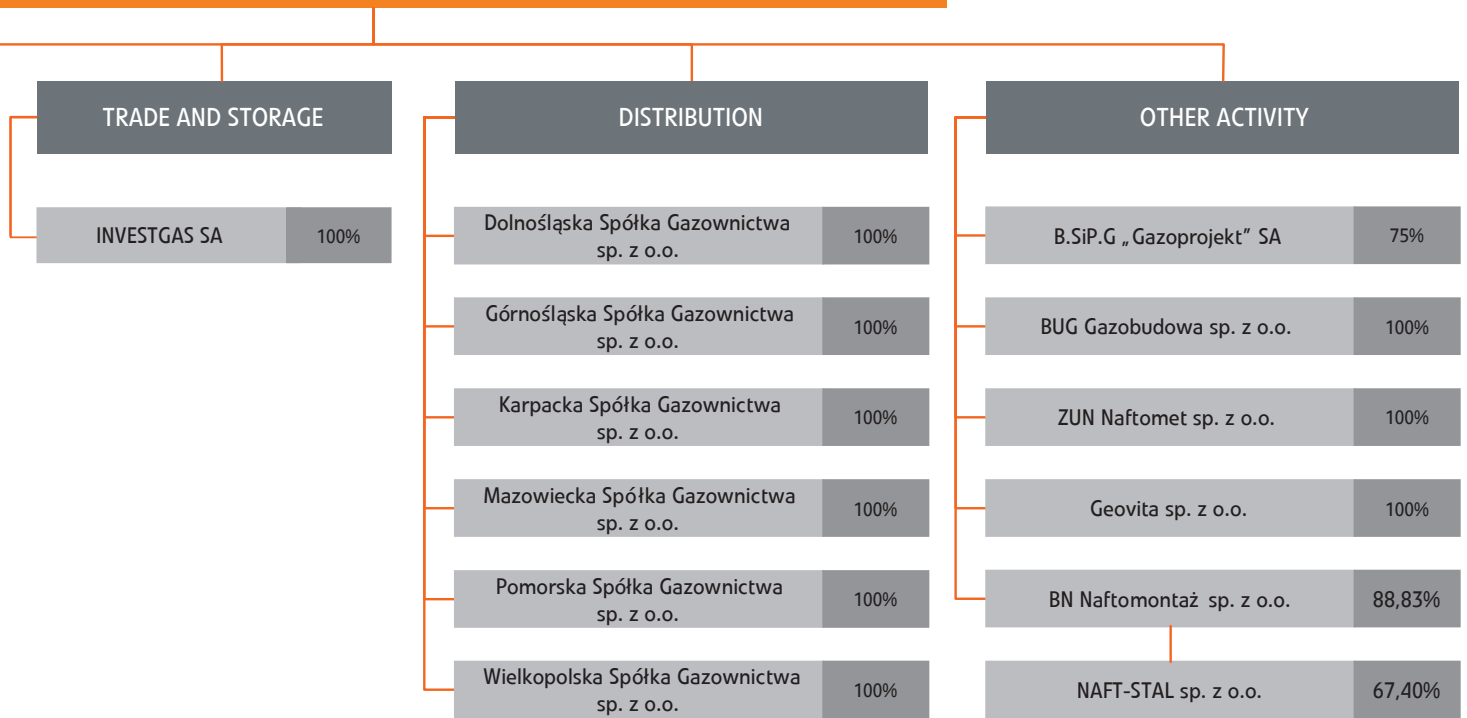 TRADE AND STORAGE
INVESTGAS SA 100%
DISTRIBUTION
Dolnośląska Spółka Gazownictwa
sp. z o.o. 100%
Górnośląska Spółka Gazownictwa
sp. z o.o. 100%
Karpacka Spółka Gazownictwa
sp. z o.o. 100%
Mazowiecka Spółka Gazownictwa
sp. z o.o. 100%
Pomorska Spółka Gazownictwa
sp. z o.o. 100%
Wielkopolska Spółka Gazownictwa
sp. z o.o. 100%
OTHER ACTIVITY
B.SiP.G „Gazoprojekt” SA 75%
BUG Gazobudowa sp. z o.o. 100%
ZUN Naftomet sp. z o.o. 100%
Geovita sp. z o.o. 100%
BN Naftomontaż sp. z o.o. 88,83%
NAFT-STAL sp. z o.o. 67,40%